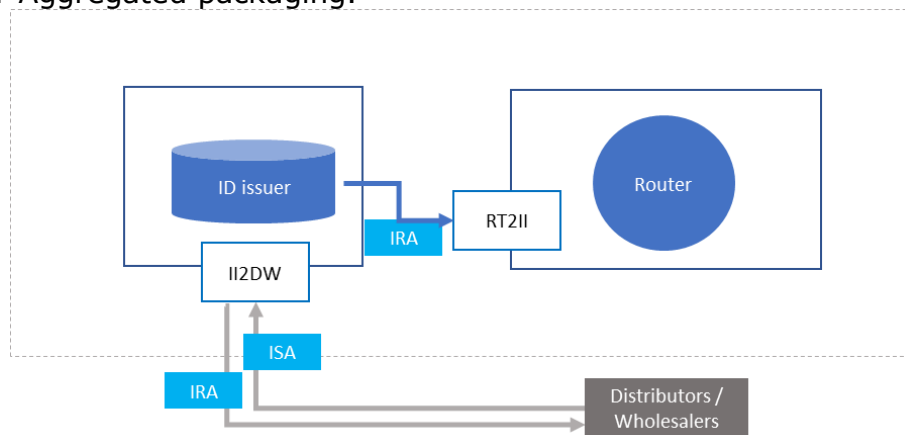 Aggregated packaging:
ID issuer
Router
RT2II
IRA
II2DW
ISA
IRA
Distributors /
Wholesalers